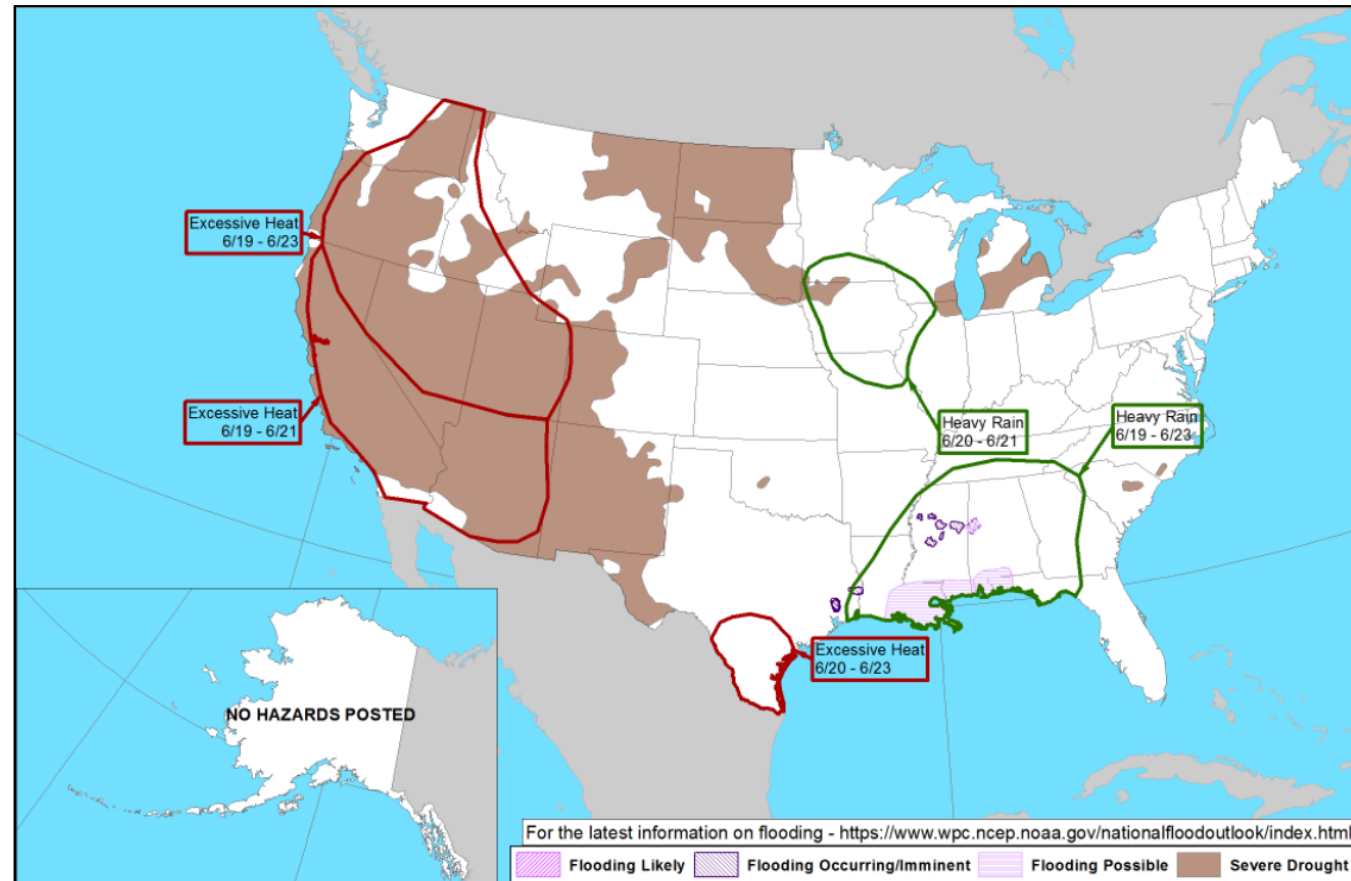 Excessive Heat
6/19 - 6/23
Excessive Heat
6/19 - 6/21
Heavy Rain
6/20 - 6/21
Heavy Rain
6/19 - 6/23
Excessive Heat
6/20 - 6/23
NO HAZARDS POSTED
For the latest information on flooding - https://www.wpc.ncep.noaa.gov/nationalfloodoutlook/index.html
Flooding Likely
Flooding Occurring/Imminent
Flooding Possible
Severe Drought